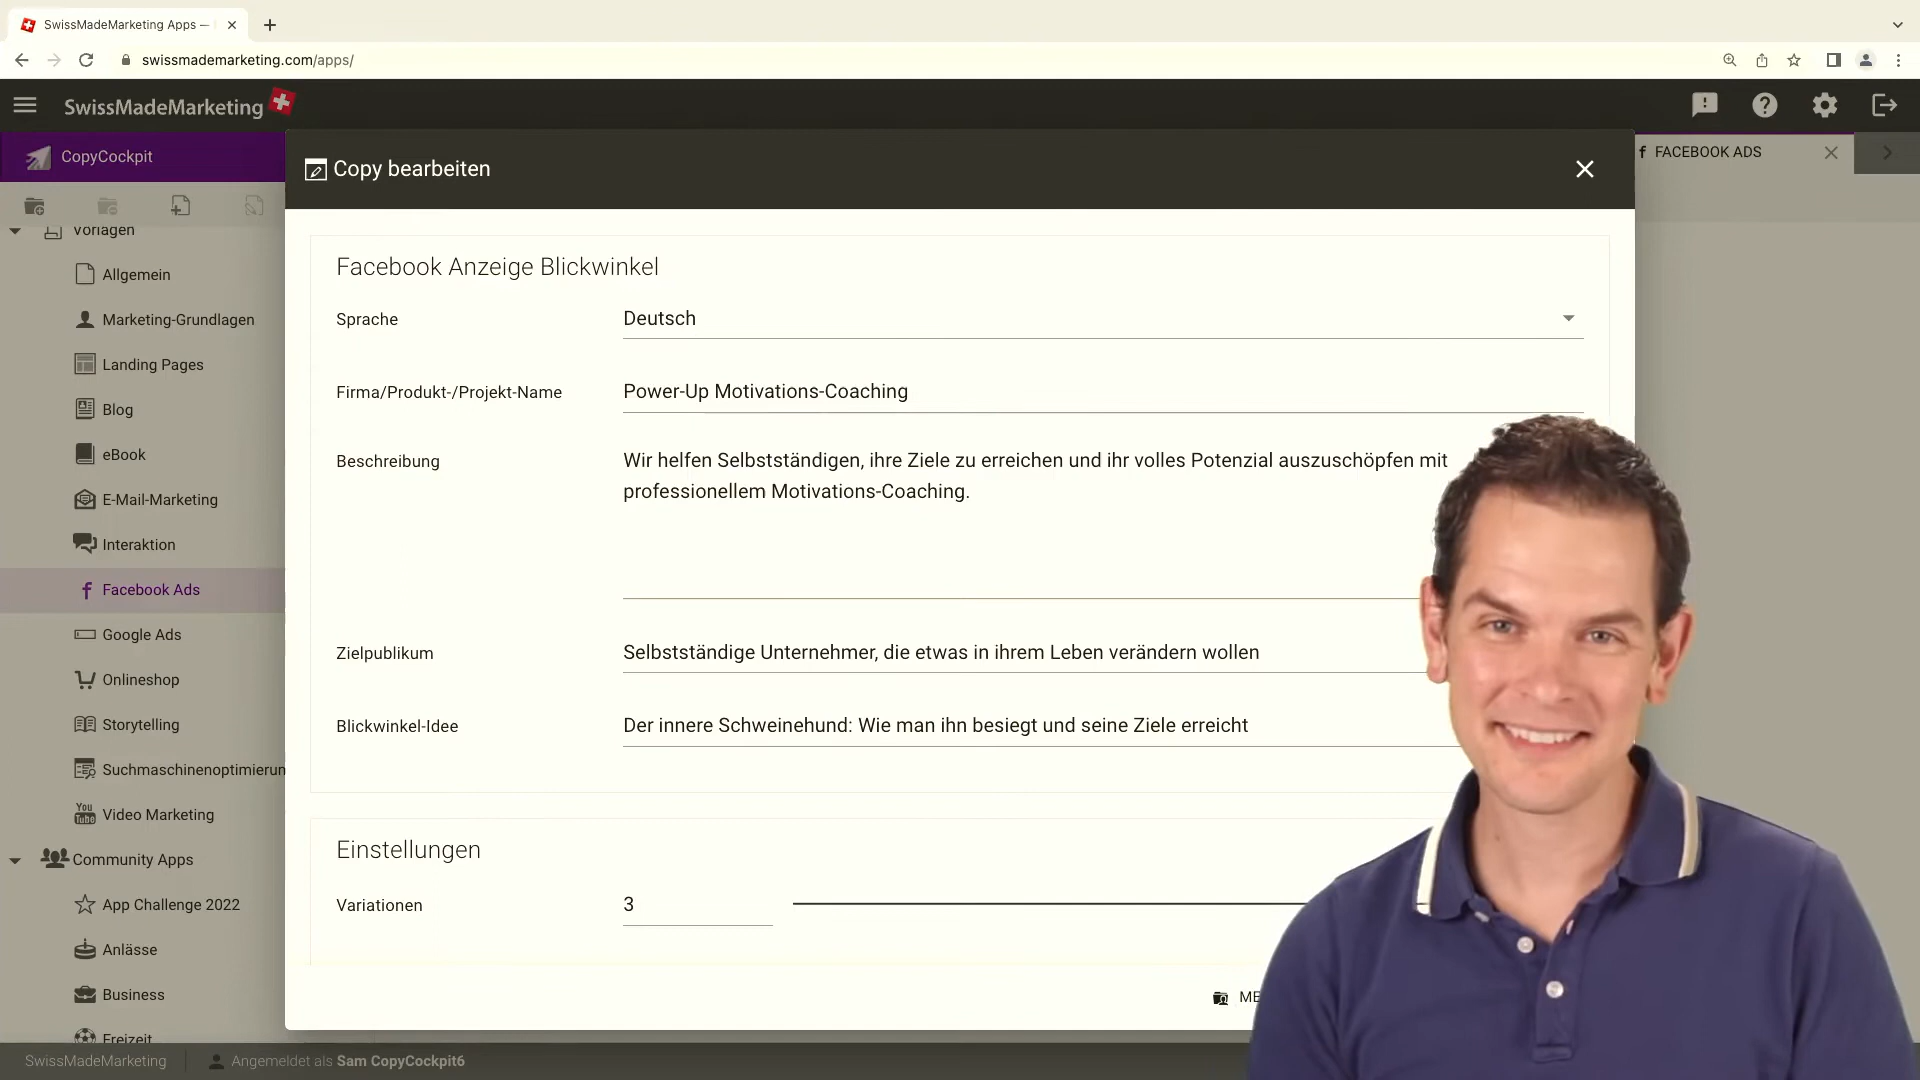 SwissMadeMarketing Apps —
swissmademarketing.com/apps/
SwissMadeMarketing
CopyCockpit
Copy bearbeiten
FACEBOOK ADS
Vorlagen
Allgemein
Marketing-Grundlagen
Landing Pages
Blog
eBook
E-Mail-Marketing
Interaktion
Facebook Ads
Google Ads
Onlineshop
Storytelling
Suchmaschinenoptimierun
You
Tube
Video Marketing
Community Apps
App Challenge 2022
Anlässe
Business
Freizeit
Facebook Anzeige Blickwinkel
Sprache
Deutsch
Firma/Produkt-/Projekt-Name
Power-Up Motivations-Coaching
Beschreibung
Wir helfen Selbstständigen, ihre Ziele zu erreichen und ihr volles Potenzial auszuschöpfen mit
professionellem Motivations-Coaching.
Zielpublikum
Selbstständige Unternehmer, die etwas in ihrem Leben verändern wollen
Blickwinkel-Idee
Der innere Schweinehund: Wie man ihn besiegt und seine Ziele erreicht
Einstellungen
Variationen
3
SwissMadeMarketing
Angemeldet als Sam CopyCockpit6